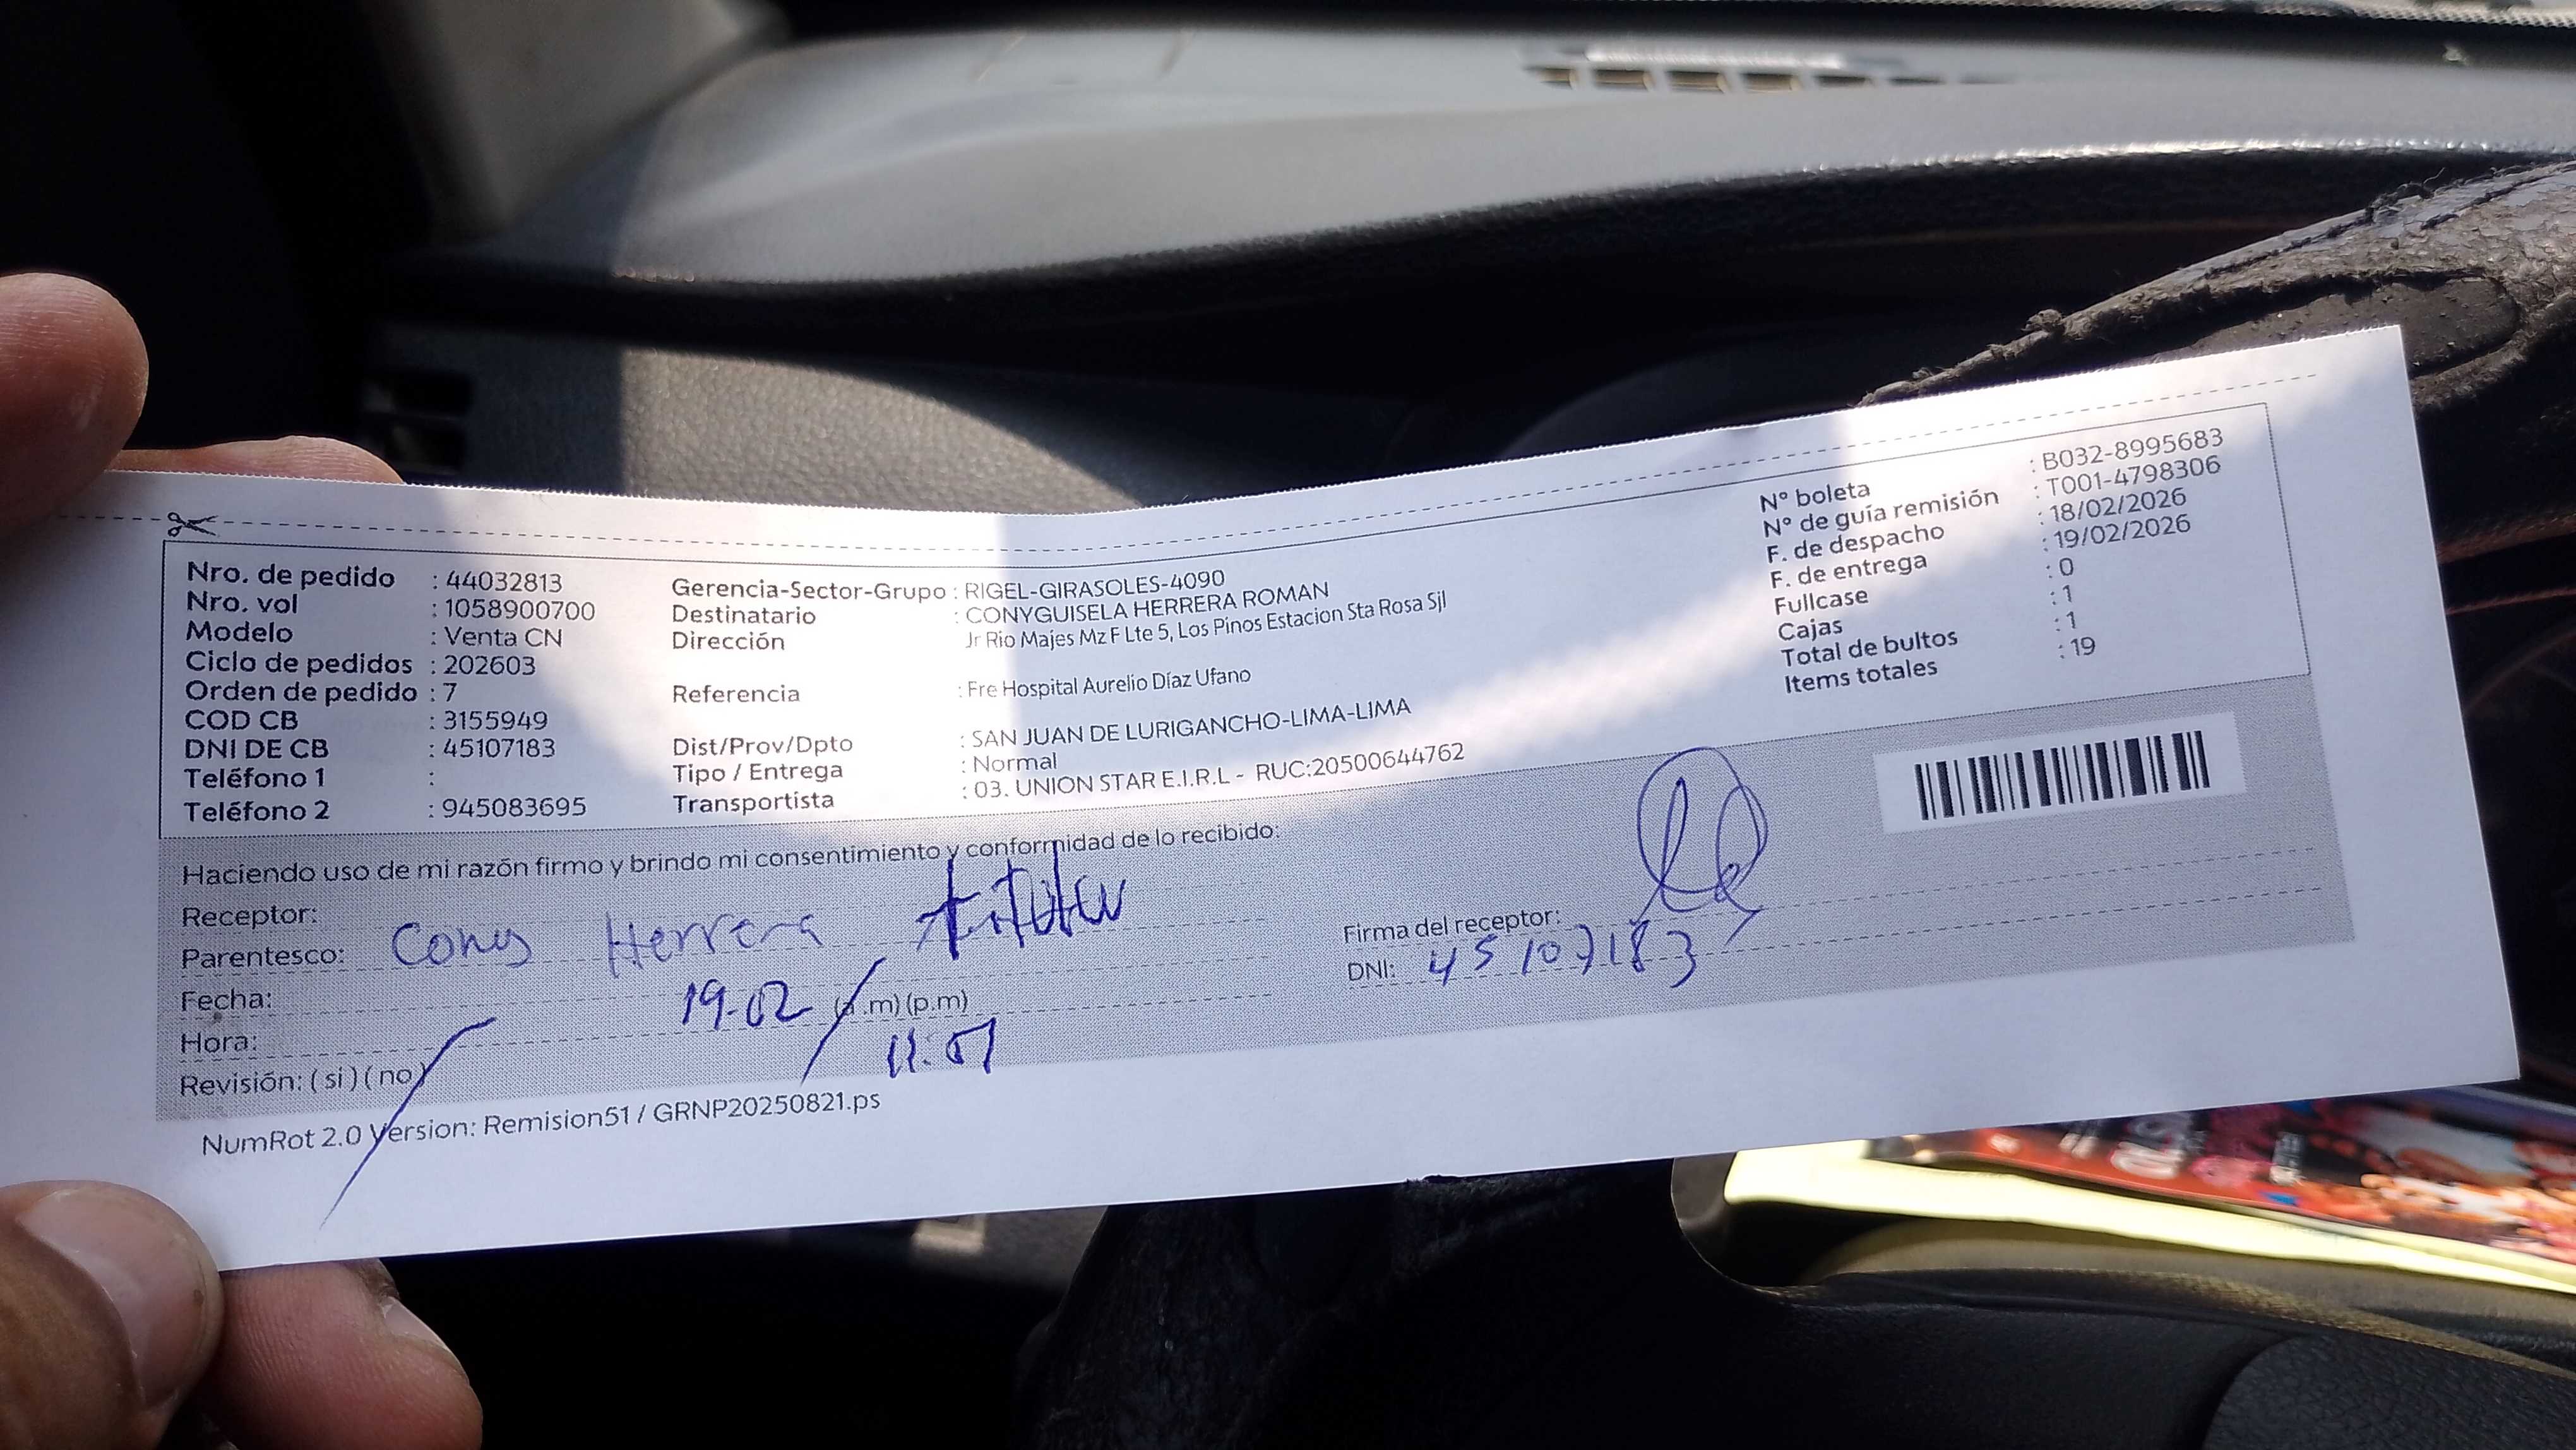 Nro. de pedido : 44032813
Nro. vol : 1058900700
Modelo : Venta CN
Ciclo de pedidos : 202603
Orden de pedido : 7
COD CB : 3155949
DNI DE CB : 45107183
Teléfono 1 :
Teléfono 2 : 945083695
Gerencia-Sector-Grupo : RIGEL-GIRASOLES-4090
Destinatario : CONYGUISELA HERRERA ROMAN
Dirección Jr Rio Majes Mz F Lte 5, Los Pinos Estacion Sta Rosa Sjl
Referencia : Fre Hospital Aurelio Díaz Ufano
Dist/Prov/Dpto : SAN JUAN DE LURIGANCHO-LIMA-LIMA
Tipo / Entrega : Normal
Transportista : 03. UNION STAR E.I.R.L - RUC:20500644762
N° boleta : B032-8995683
N° de guía remisión : T001-4798306
F. de despacho : 18/02/2026
F. de entrega : 19/02/2026
Fullcase : 0
Cajas : 1
Total de bultos : 1
Items totales : 19
Haciendo uso de mi razón firmo y brindo mi consentimiento y conformidad de lo recibido:
Receptor:
Parentesco: Cony Herrera titular
Fecha: 19-02 (a.m) (p.m)
Hora: 11:07
Revisión: ( si ) ( no )
Firma del receptor:
DNI: 45107183
NumRot 2.0 Version: Remision51 / GRNP20250821.ps